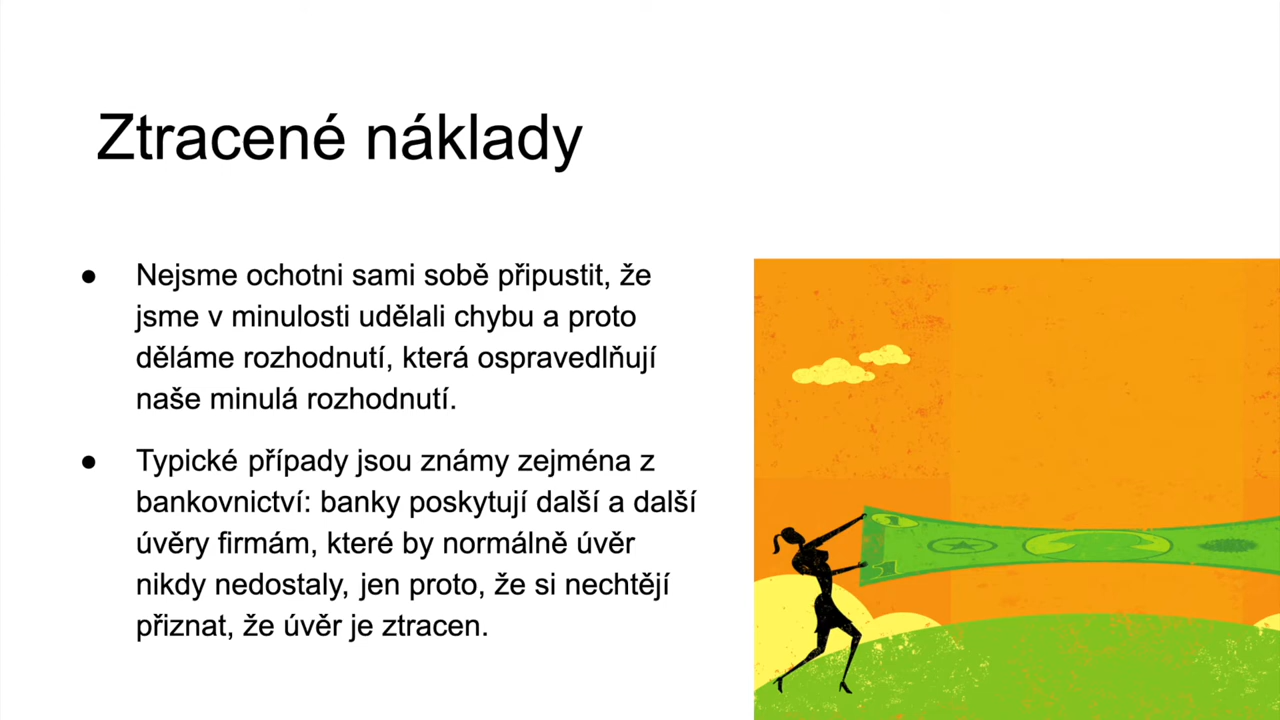 Ztracené náklady
● Nejsme ochotni sami sobě připustit, že
jsme v minulosti udělali chybu a proto
děláme rozhodnutí, která ospravedlňují
naše minulá rozhodnutí.
● Typické případy jsou známy zejména z
bankovnictví: banky poskytují další a další
úvěry firmám, které by normálně úvěr
nikdy nedostaly, jen proto, že si nechtějí
přiznat, že úvěr je ztracen.
1
1